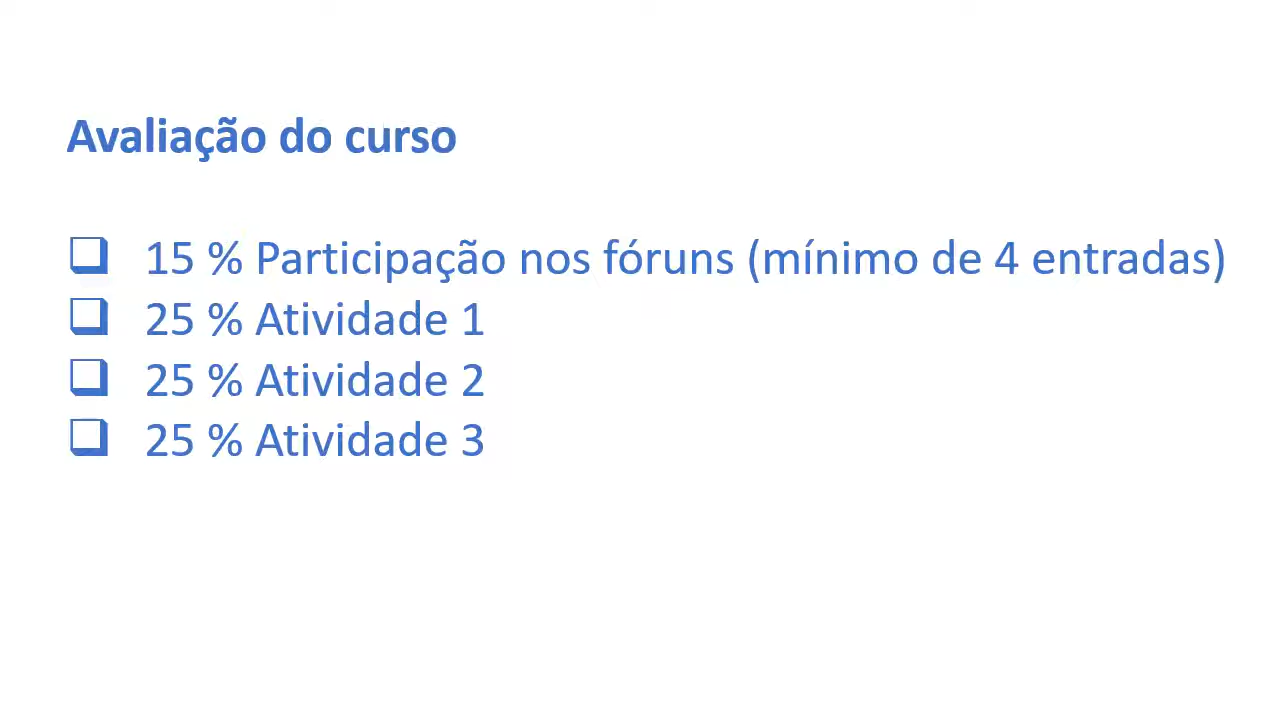 Avaliação do curso
15 % Participação nos fóruns (mínimo de 4 entradas)
25 % Atividade 1
25 % Atividade 2
25 % Atividade 3